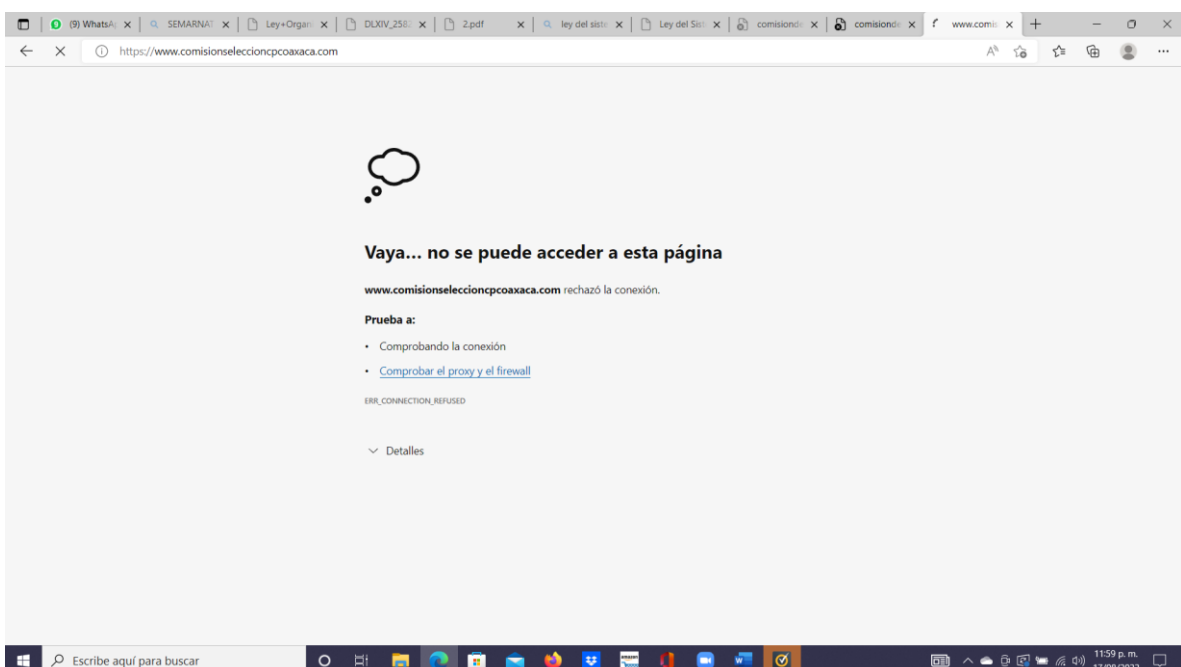 (9) WhatsA
SEMARNAT
Ley+Organ
DLXIV_258
2.pdf
ley del siste
Ley del Sist
comisionde
comisionde
www.comis
https://www.comisionseleccioncpcoaxaca.com
Vaya... no se puede acceder a esta página
www.comisionseleccioncpcoaxaca.com rechazó la conexión.
Prueba a:
• Comprobando la conexión
• Comprobar el proxy y el firewall
ERR_CONNECTION_REFUSED
Detalles
Escribe aquí para buscar
11:59 p. m.